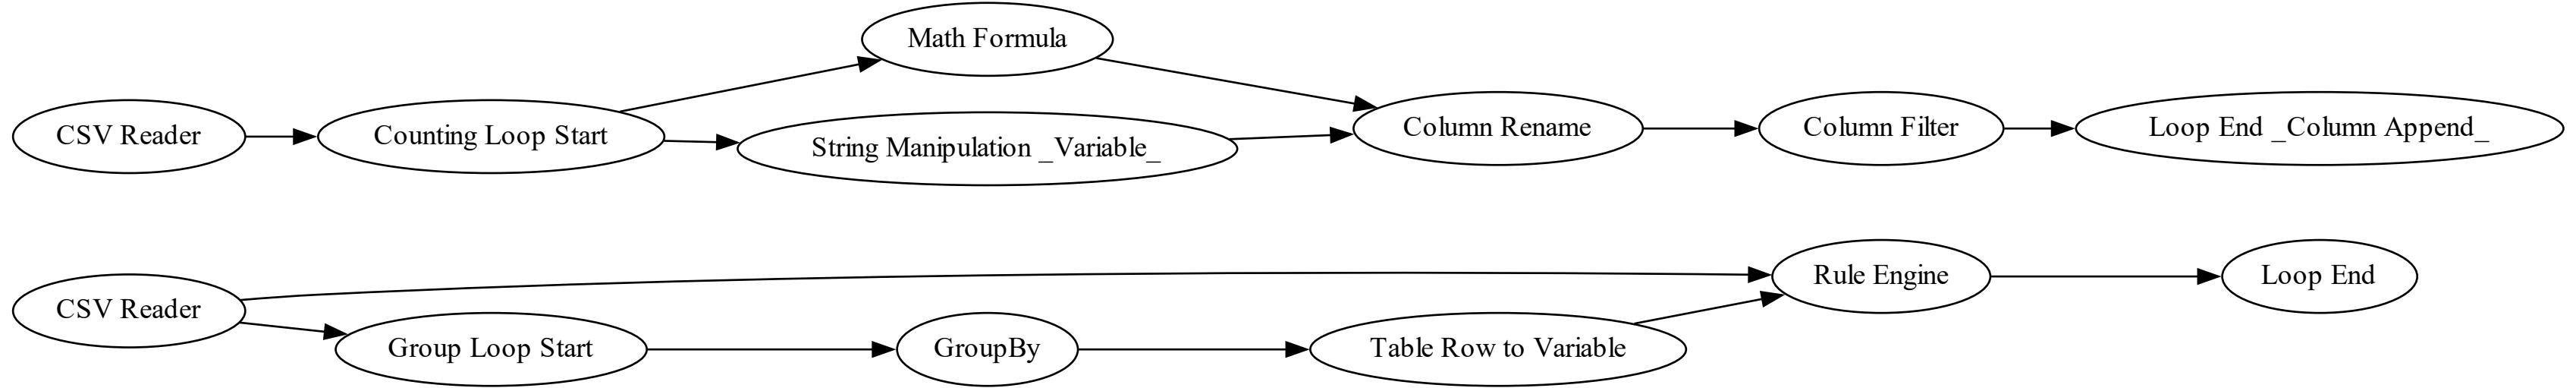 Math Formula
CSV Reader
Counting Loop Start
String Manipulation _Variable_
Column Rename
Column Filter
Loop End _Column Append_
CSV Reader
Rule Engine
Loop End
Group Loop Start
GroupBy
Table Row to Variable